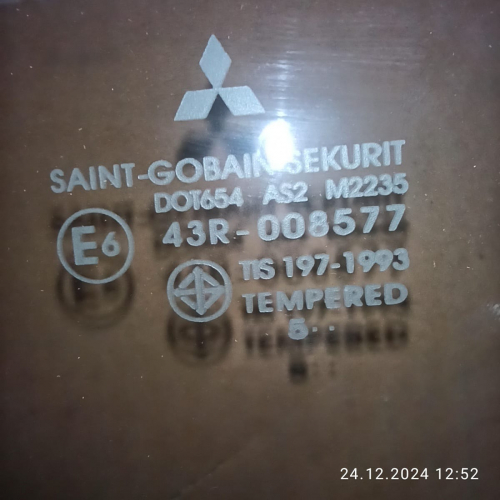 SAINT-GOBAIN SEKURIT
DOT654 AS2 M2235
E6 43R-008577
TIS 197-1993
TEMPERED
5··
24.12.2024 12:52